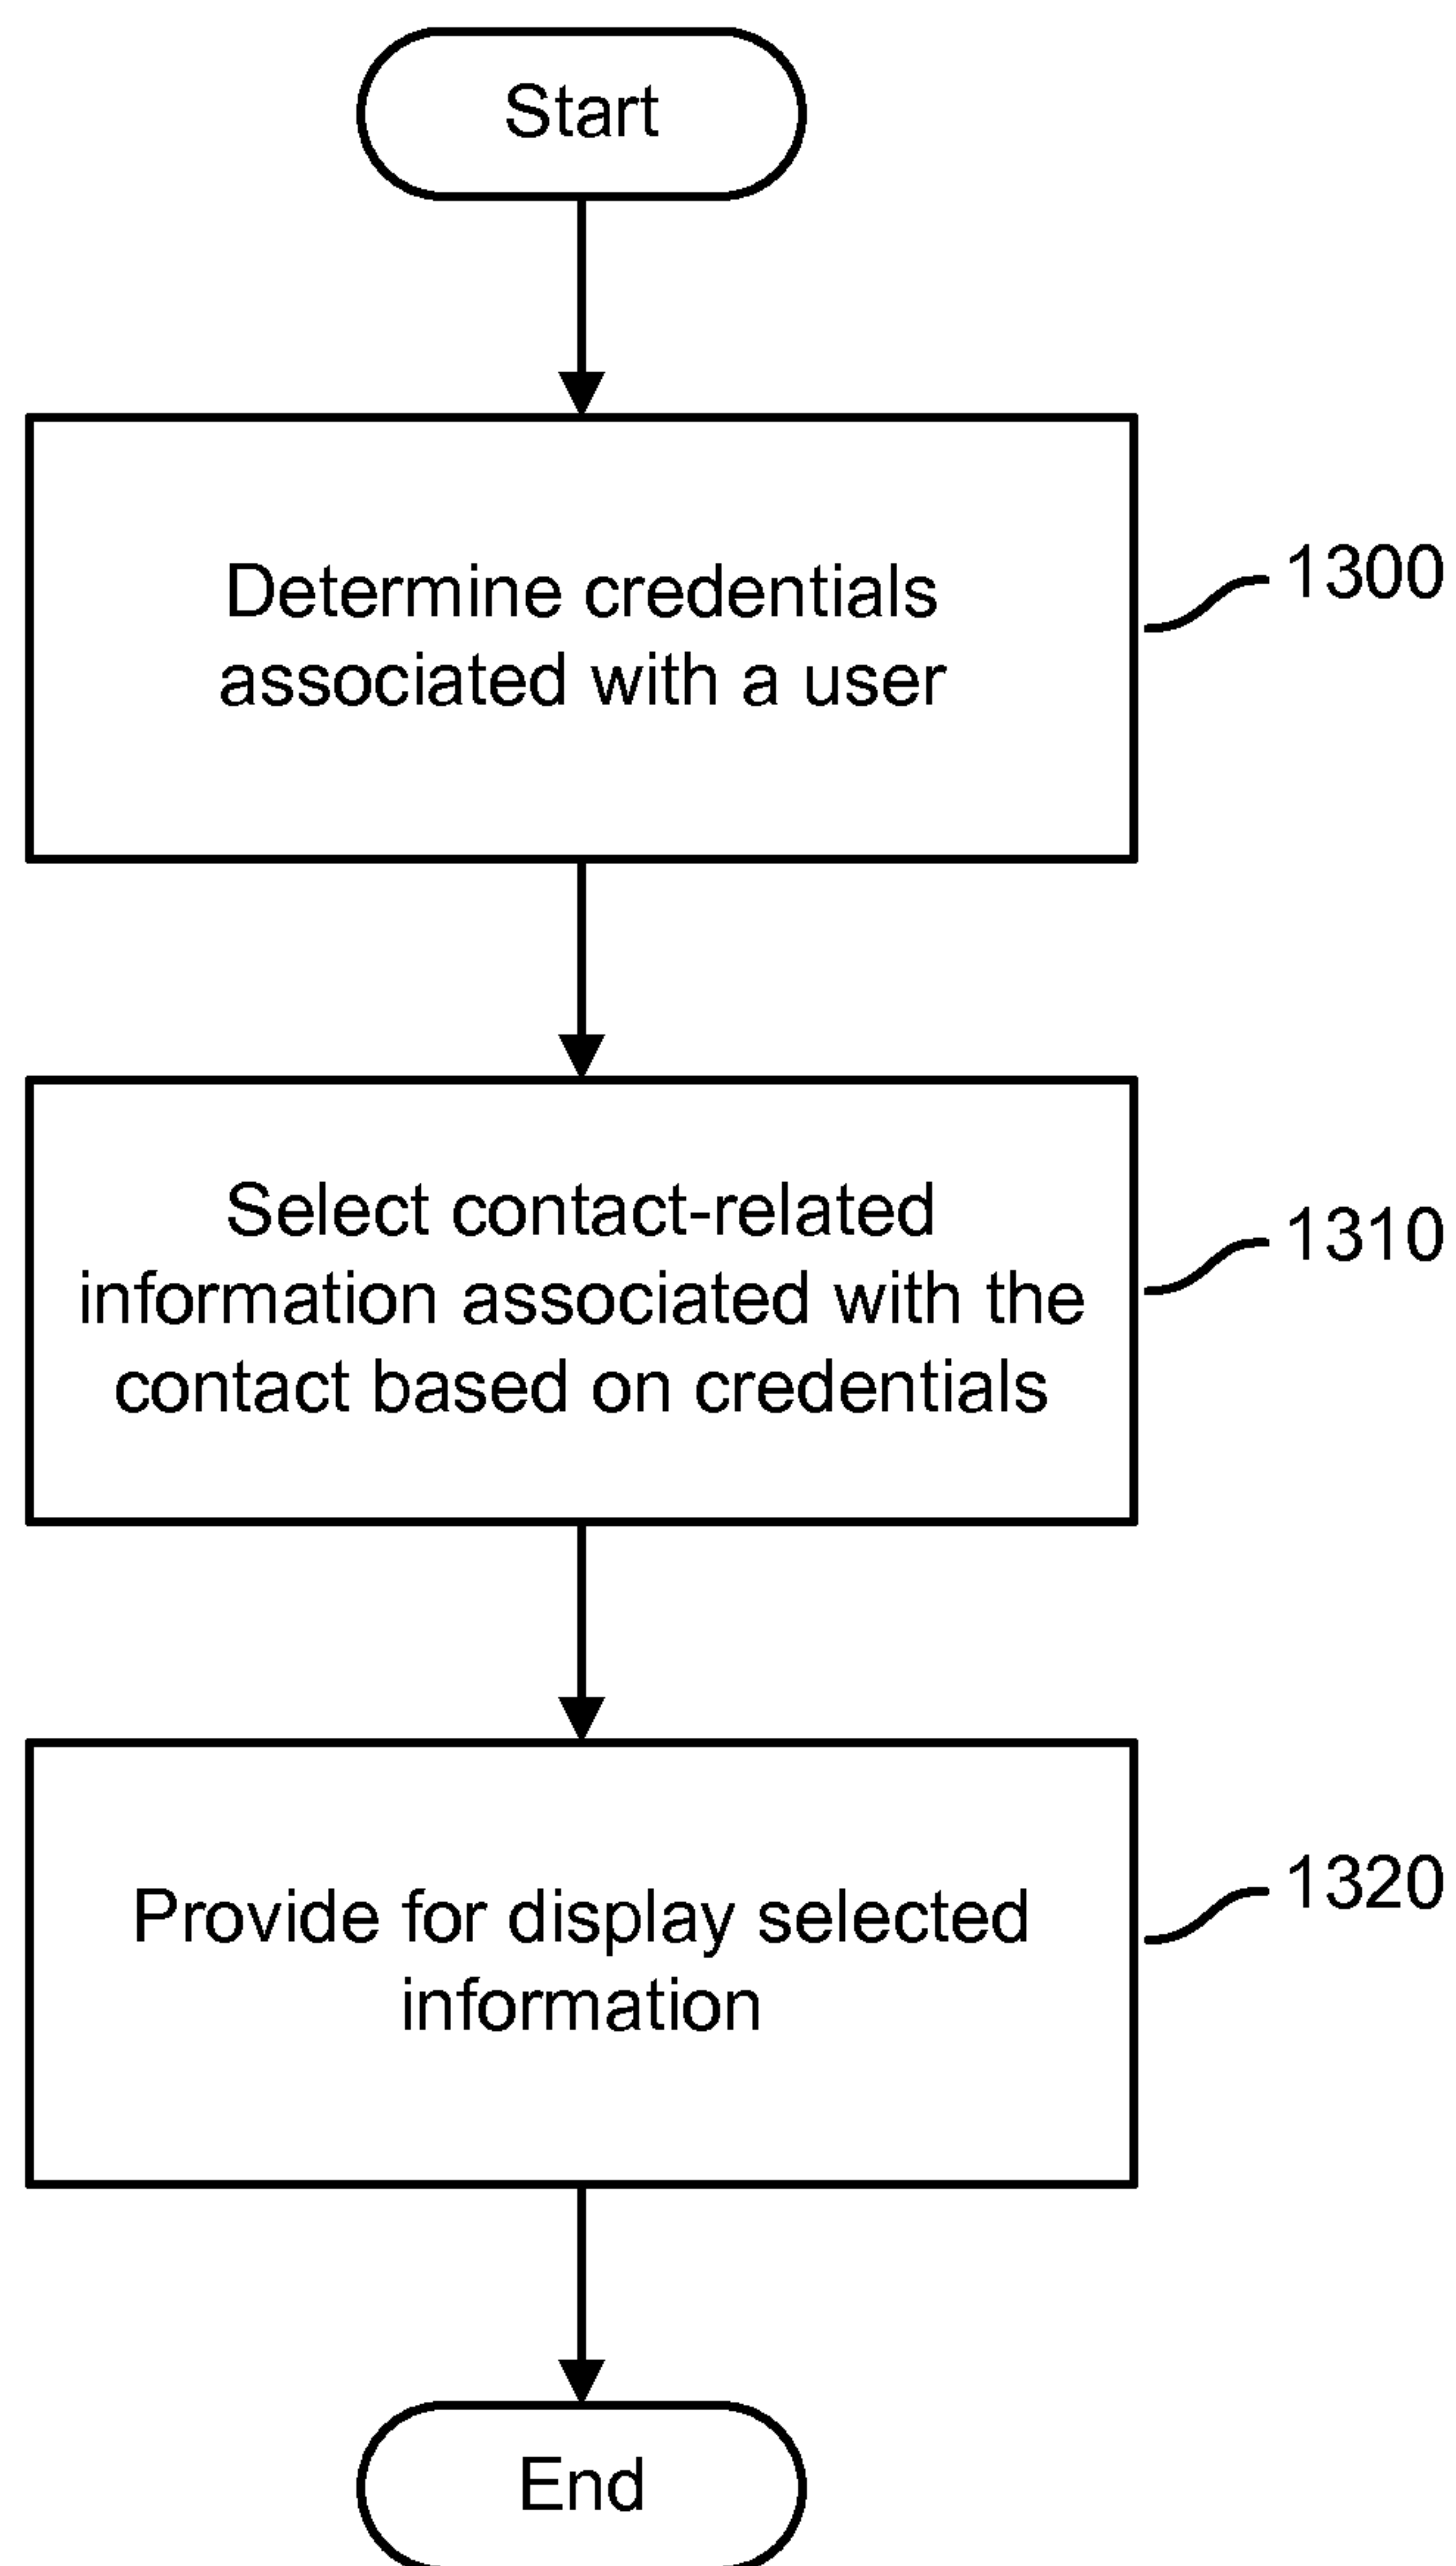 Start
Determine credentials
associated with a user
1300
Select contact-related
information associated with the
contact based on credentials
1310
Provide for display selected
information
1320
End